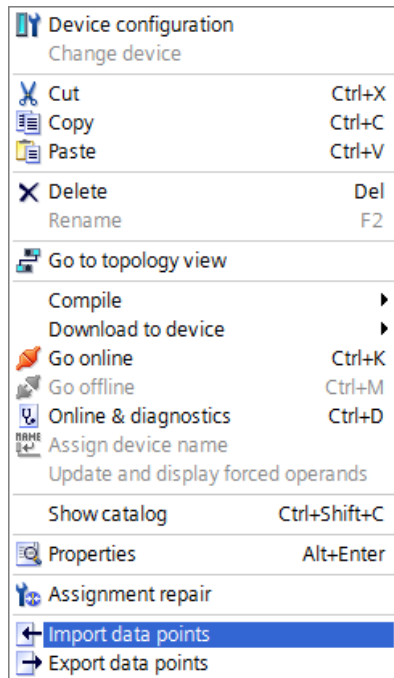 Device configuration
Change device
Cut Ctrl+X
Copy Ctrl+C
Paste Ctrl+V
Delete Del
Rename F2
Go to topology view
Compile
Download to device
Go online Ctrl+K
Go offline Ctrl+M
Online & diagnostics Ctrl+D
NAME Assign device name
Update and display forced operands
Show catalog Ctrl+Shift+C
Properties Alt+Enter
Assignment repair
Import data points
Export data points